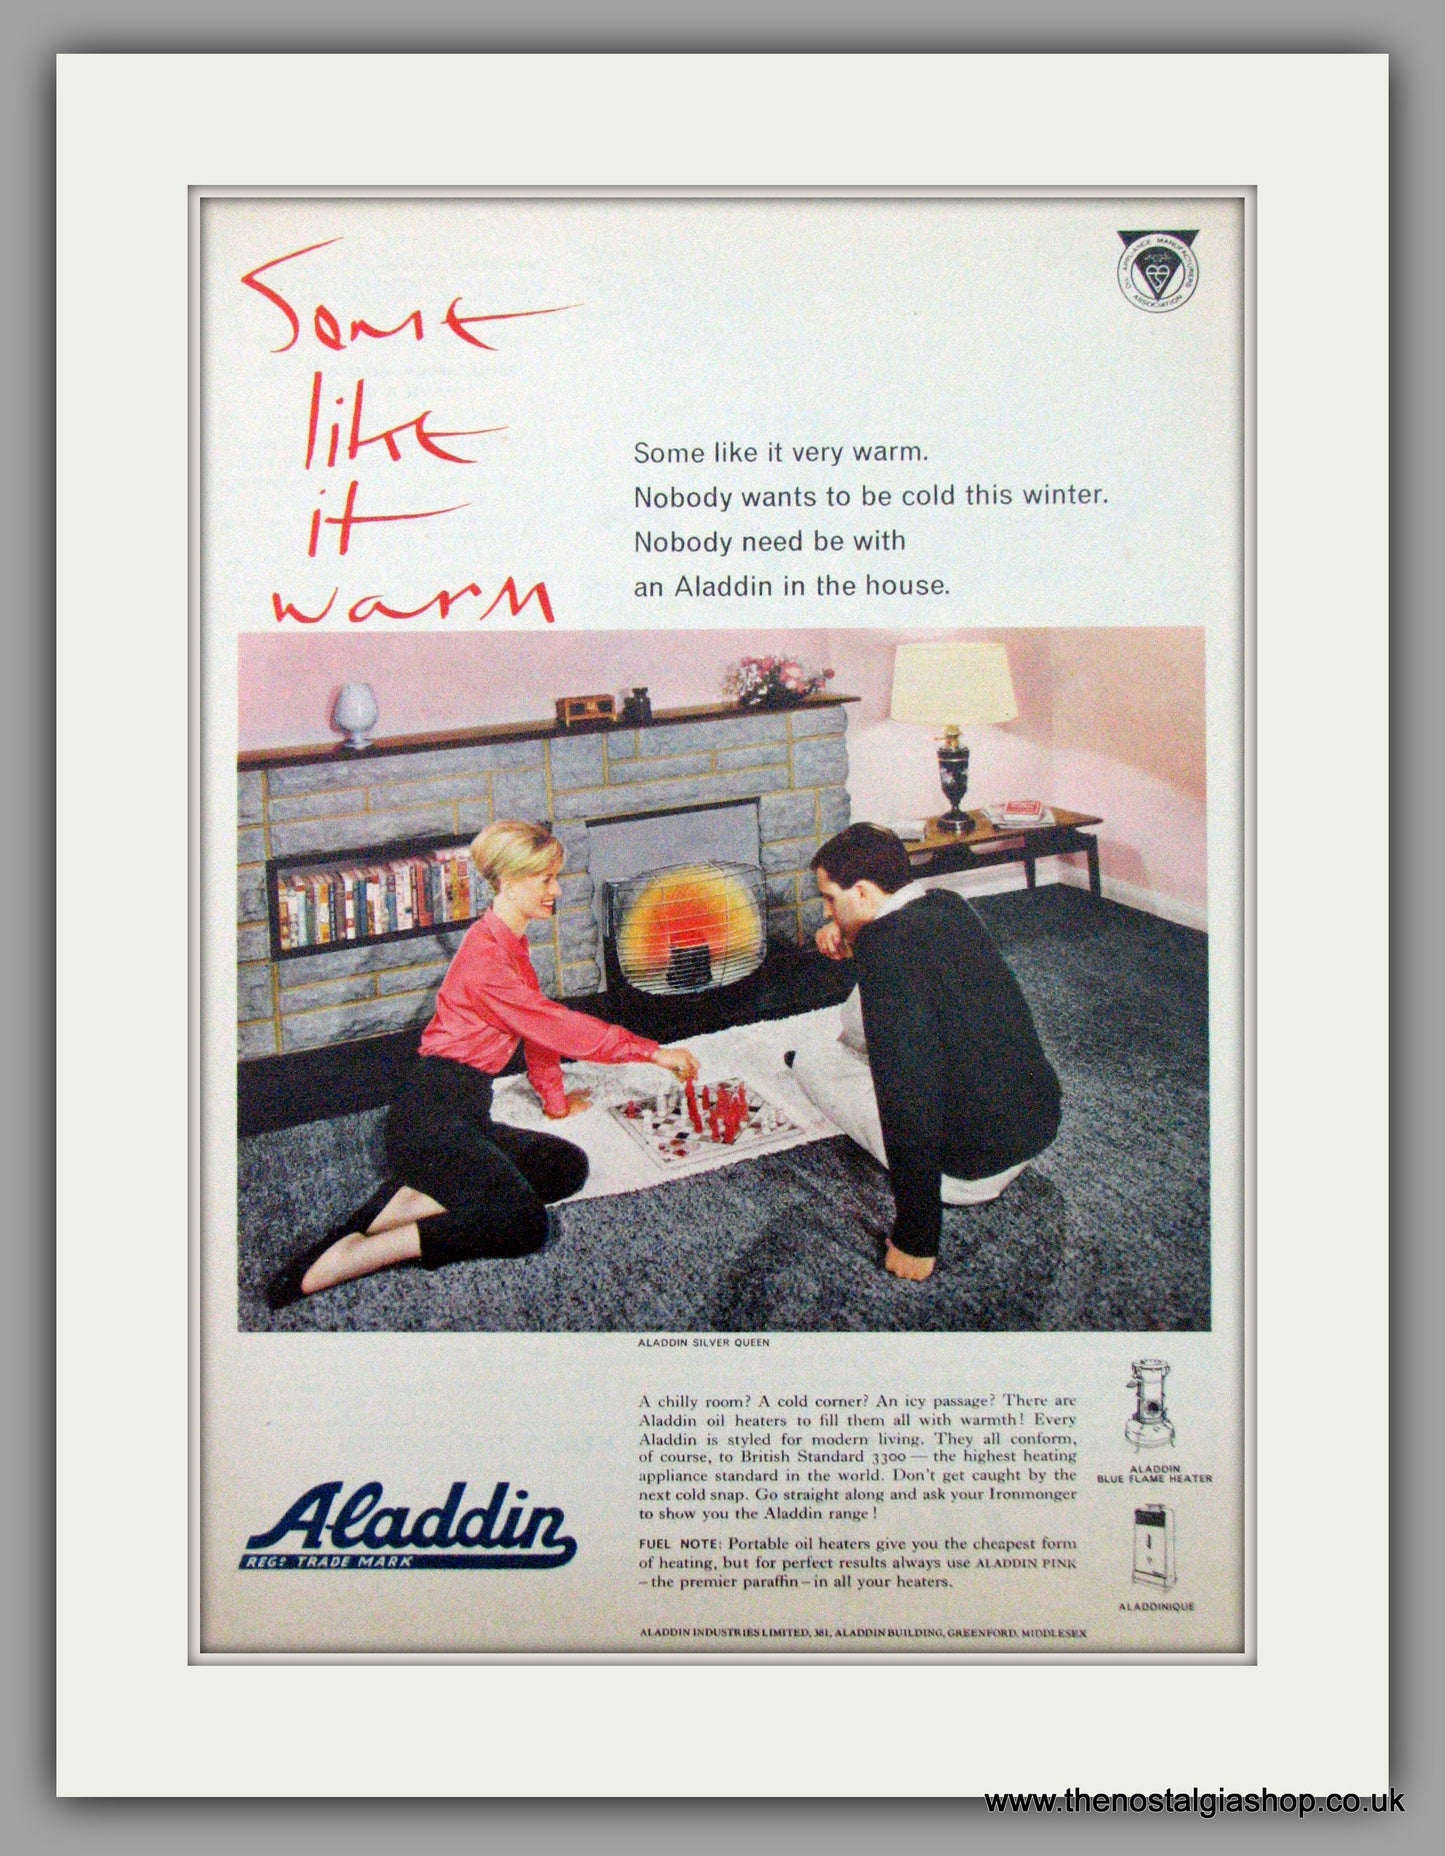 Some
like
it
warm
OIL APPLIANCE MANUFACTURERS
ASSOCIATION
Some like it very warm.
Nobody wants to be cold this winter.
Nobody need be with
an Aladdin in the house.
ALADDIN SILVER QUEEN
A chilly room? A cold corner? An icy passage? There are
Aladdin oil heaters to fill them all with warmth! Every
Aladdin is styled for modern living. They all conform,
of course, to British Standard 3300 — the highest heating
appliance standard in the world. Don't get caught by the
next cold snap. Go straight along and ask your Ironmonger
to show you the Aladdin range!
FUEL NOTE: Portable oil heaters give you the cheapest form
of heating, but for perfect results always use ALADDIN PINK
– the premier paraffin – in all your heaters.
ALADDIN
BLUE FLAME HEATER
ALADDINIQUE
Aladdin
REGD TRADE MARK
ALADDIN INDUSTRIES LIMITED, ALADDIN BUILDING, GREENFORD, MIDDLESEX
www.thenostalgiashop.co.uk